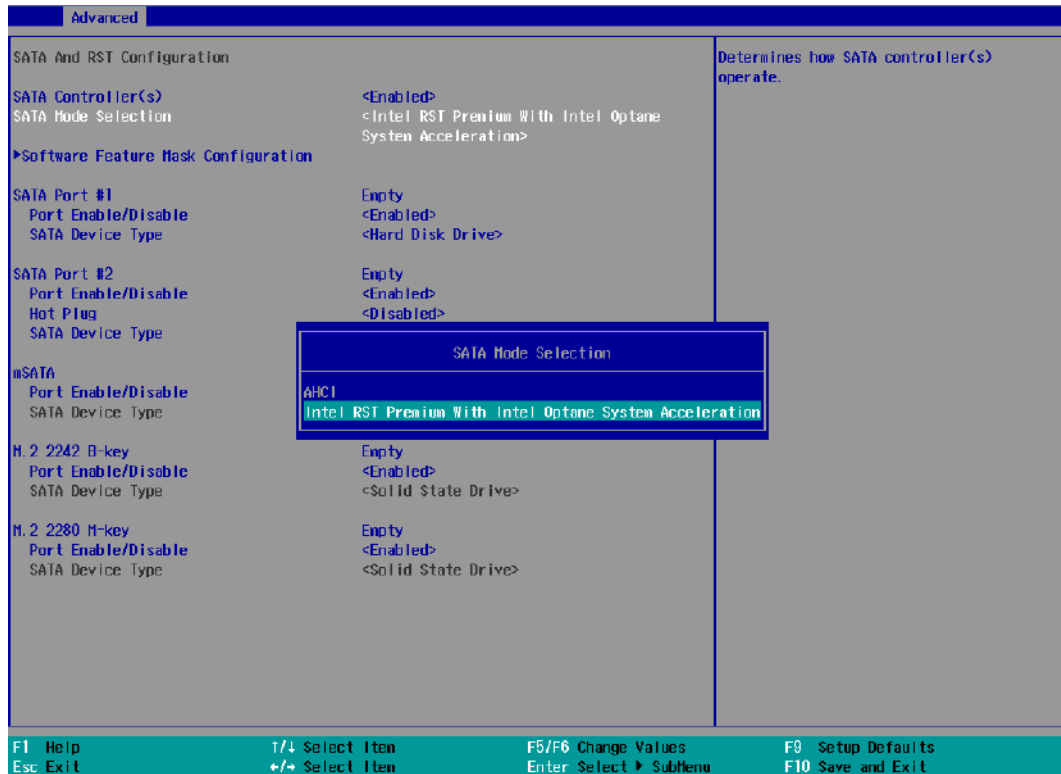 Advanced
SATA And RST Configuration
Determines how SATA controller(s)
operate.
SATA Controller(s) <Enabled>
SATA Mode Selection <Intel RST Premium With Intel Optane
System Acceleration>
▶Software Feature Mask Configuration
SATA Port #1 Empty
Port Enable/Disable <Enabled>
SATA Device Type <Hard Disk Drive>
SATA Port #2 Empty
Port Enable/Disable <Enabled>
Hot Plug <Disabled>
SATA Device Type
mSATA
Port Enable/Disable
SATA Device Type
SATA Mode Selection
AHCI
Intel RST Premium With Intel Optane System Acceleration
M.2 2242 B-key Empty
Port Enable/Disable <Enabled>
SATA Device Type <Solid State Drive>
M.2 2280 M-key Empty
Port Enable/Disable <Enabled>
SATA Device Type <Solid State Drive>
F1 Help ↑/↓ Select Item F5/F6 Change Values F9 Setup Defaults
Esc Exit ←/→ Select Item Enter Select ▶ SubMenu F10 Save and Exit